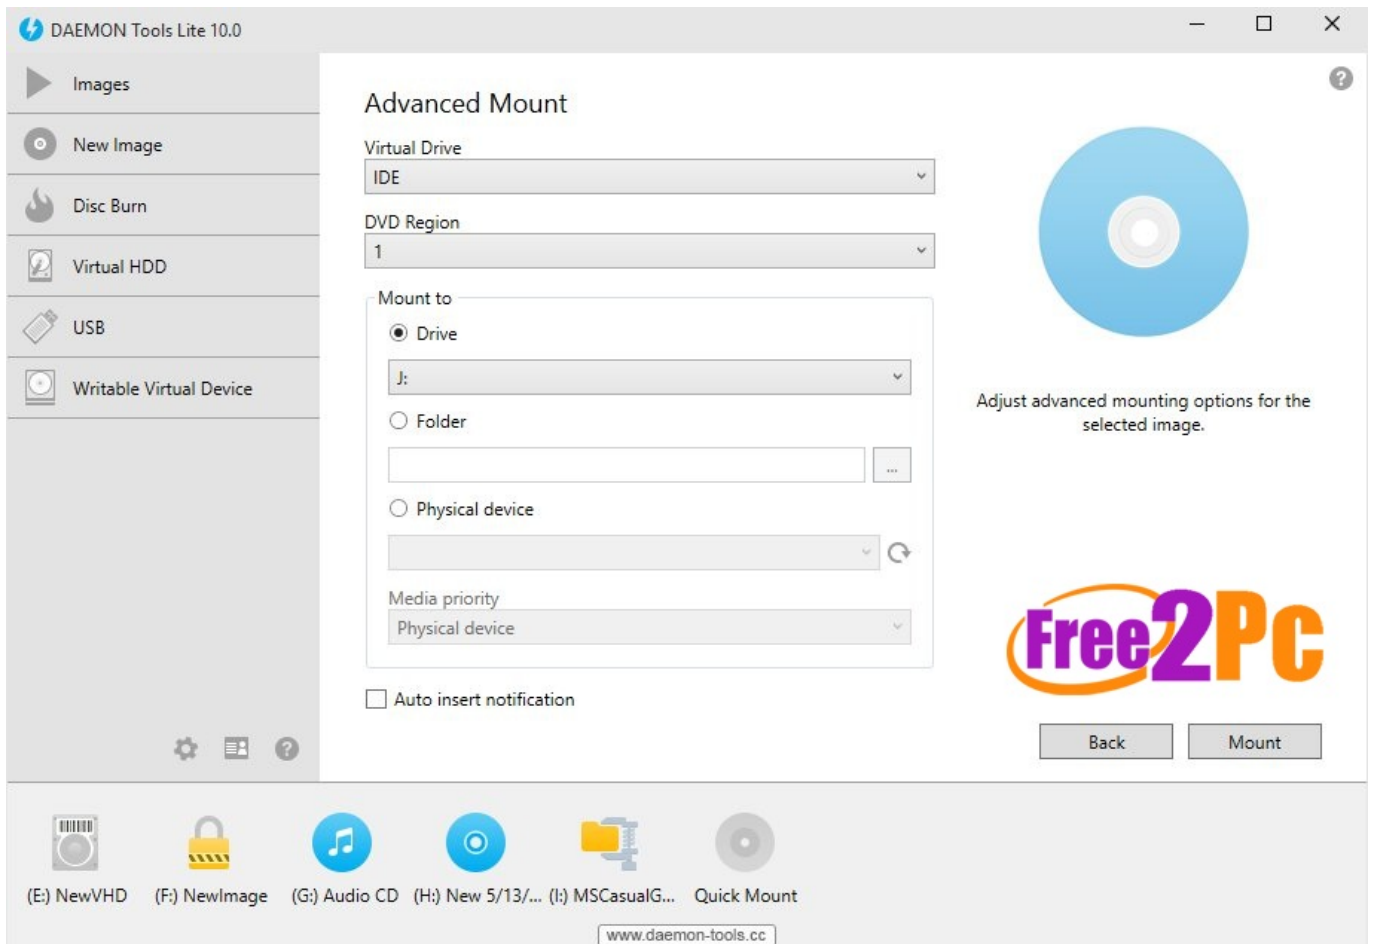 DAEMON Tools Lite 10.0
Images
New Image
Disc Burn
Virtual HDD
USB
Writable Virtual Device
Advanced Mount
Virtual Drive
IDE
DVD Region
1
Mount to
Drive
J:
Folder
...
Physical device
Media priority
Physical device
Auto insert notification
Adjust advanced mounting options for the
selected image.
Free2Pc
Back
Mount
(E:) NewVHD
(F:) NewImage
(G:) Audio CD
(H:) New 5/13/...
(I:) MSCasualG...
Quick Mount
www.daemon-tools.cc